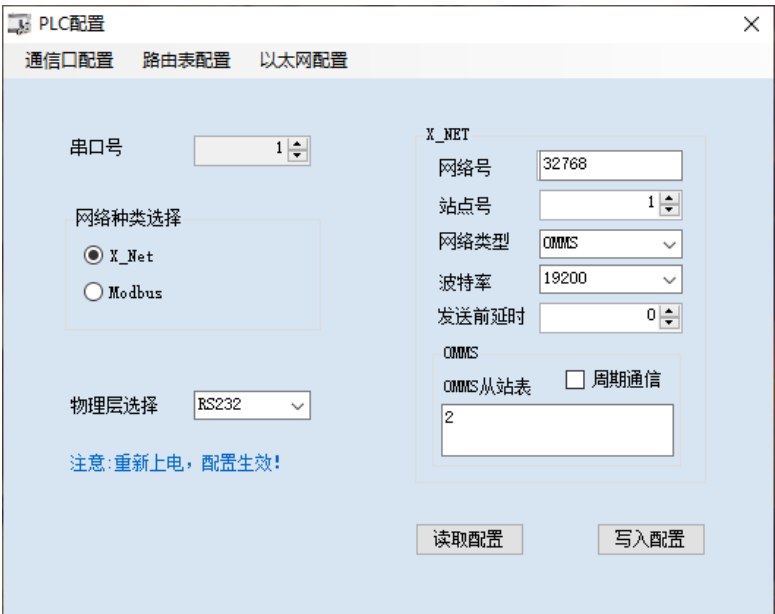 PLC配置
通信口配置 路由表配置 以太网配置
串口号 1
网络种类选择
X_Net
Modbus
物理层选择 RS232
注意:重新上电，配置生效!
X_NET
网络号 32768
站点号 1
网络类型 OMMS
波特率 19200
发送前延时 0
OMMS
OMMS从站表 周期通信
2
读取配置 写入配置